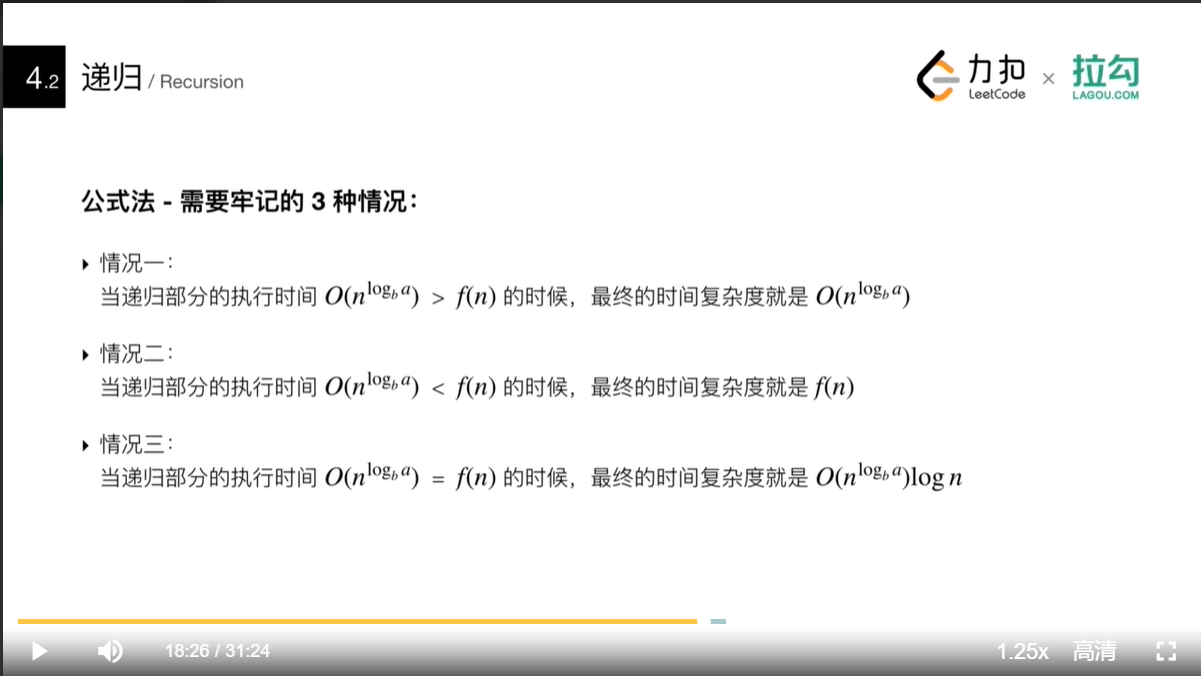 4.2 递归 / Recursion
力扣 LeetCode × 拉勾 LAGOU.COM
公式法 - 需要牢记的 3 种情况：
▸ 情况一：
当递归部分的执行时间 O(n^{log_b a}) > f(n) 的时候，最终的时间复杂度就是 O(n^{log_b a})
▸ 情况二：
当递归部分的执行时间 O(n^{log_b a}) < f(n) 的时候，最终的时间复杂度就是 f(n)
▸ 情况三：
当递归部分的执行时间 O(n^{log_b a}) = f(n) 的时候，最终的时间复杂度就是 O(n^{log_b a})log n
18:26 / 31:24 1.25x 高清